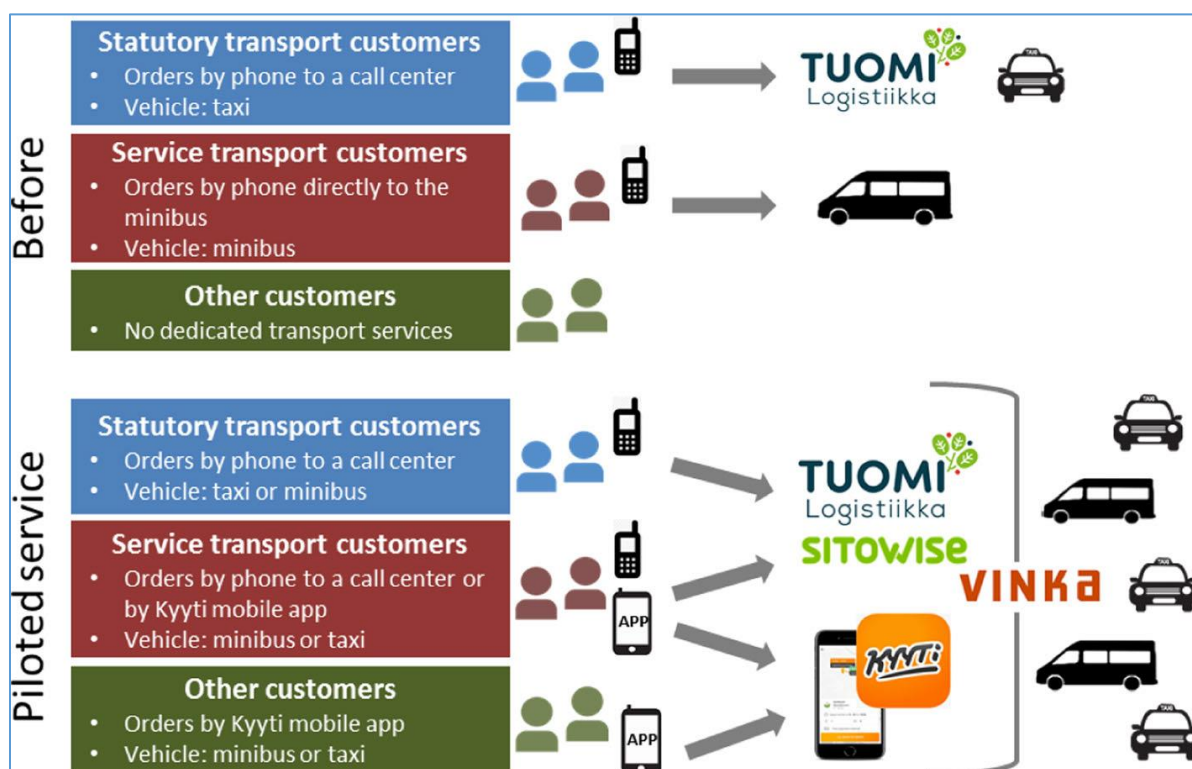 Before
Statutory transport customers
• Orders by phone to a call center
• Vehicle: taxi
TUOMI
Logistiikka
TAXI
Service transport customers
• Orders by phone directly to the
minibus
• Vehicle: minibus
Other customers
• No dedicated transport services
Piloted service
Statutory transport customers
• Orders by phone to a call center
• Vehicle: taxi or minibus
TUOMI
Logistiikka
SITOWISE
TAXI
Service transport customers
• Orders by phone to a call center or
by Kyyti mobile app
• Vehicle: minibus or taxi
APP
VINKA
TAXI
KYYTI
Other customers
• Orders by Kyyti mobile app
• Vehicle: minibus or taxi
APP
TAXI